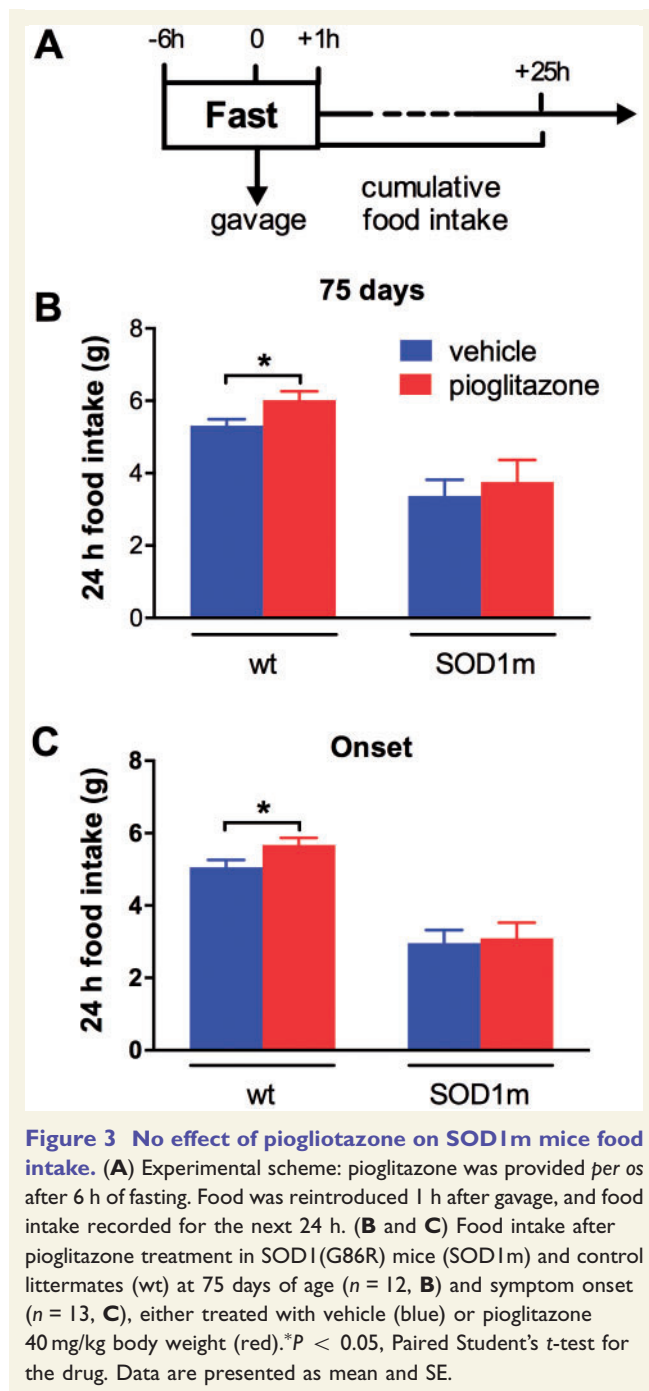 A
-6h 0 +1h
+25h
Fast
gavage
cumulative
food intake
75 days
B
8
6
4
2
0
24 h food intake (g)
*
vehicle
pioglitazone
wt SOD1m
C
Onset
8
6
4
2
0
24 h food intake (g)
*
wt SOD1m
Figure 3 No effect of piogliotazone on SOD1m mice food
intake. (A) Experimental scheme: pioglitazone was provided per os
after 6 h of fasting. Food was reintroduced 1 h after gavage, and food
intake recorded for the next 24 h. (B and C) Food intake after
pioglitazone treatment in SOD1(G86R) mice (SOD1m) and control
littermates (wt) at 75 days of age (n = 12, B) and symptom onset
(n = 13, C), either treated with vehicle (blue) or pioglitazone
40 mg/kg body weight (red). *P < 0.05, Paired Student's t-test for
the drug. Data are presented as mean and SE.